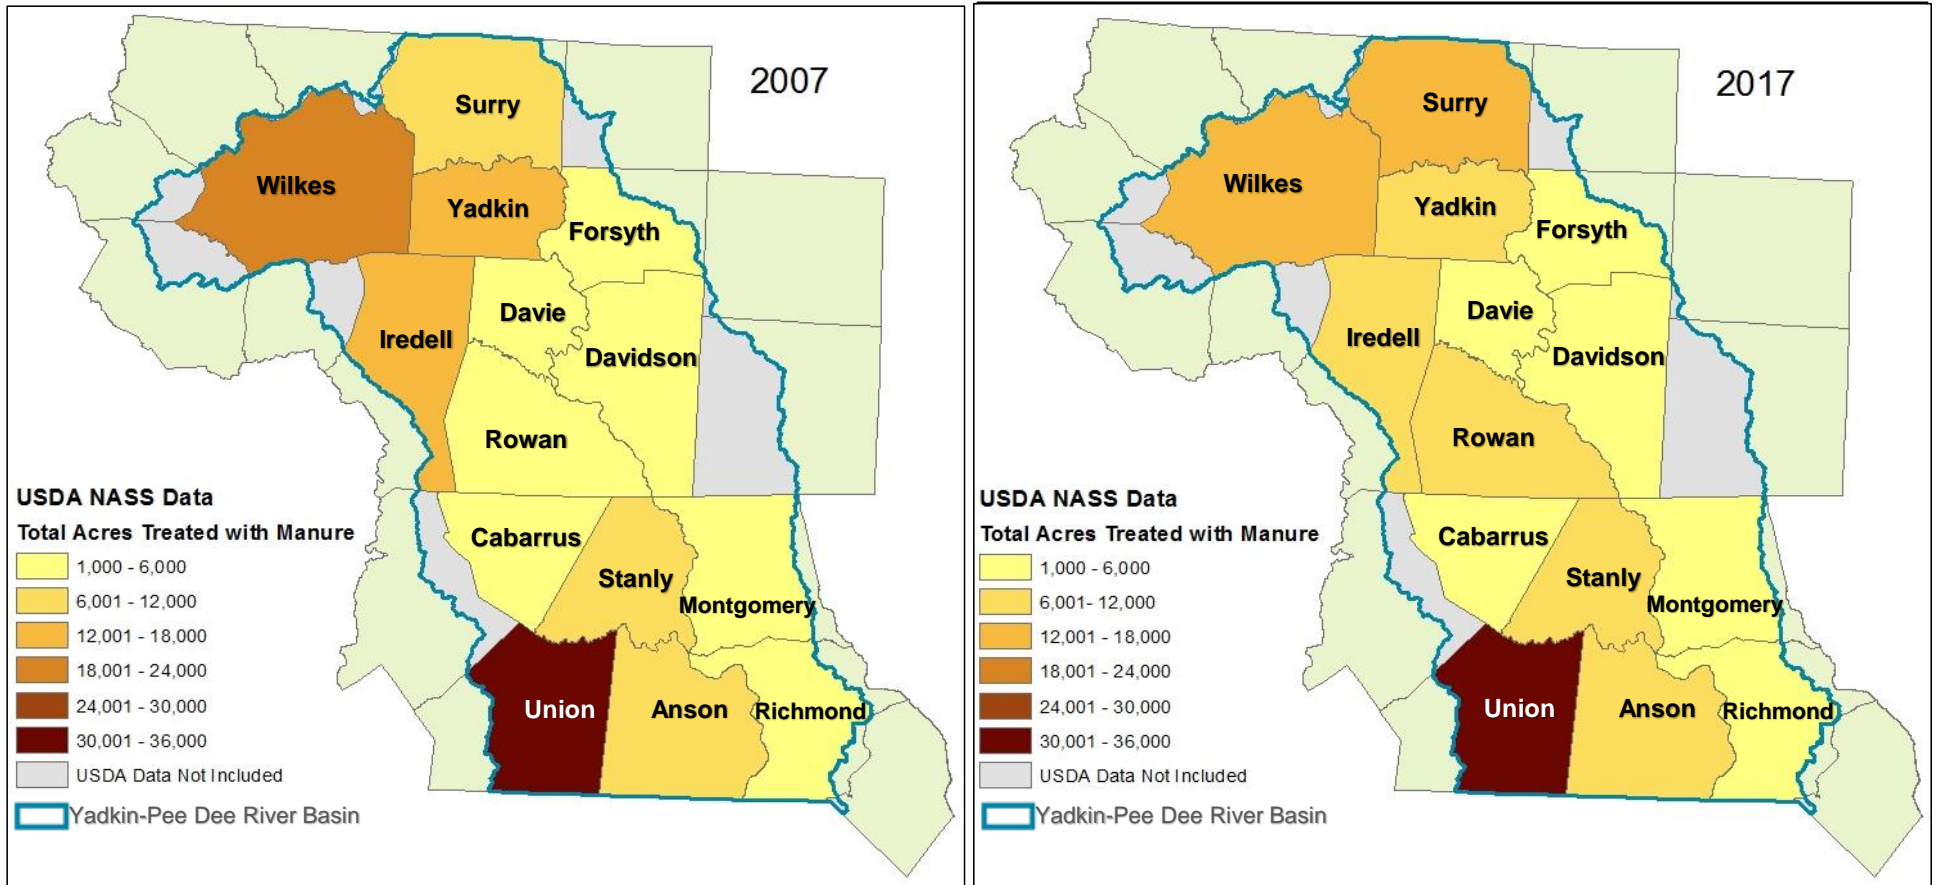 2007
Surry
Wilkes
Yadkin
Forsyth
Davie
Iredell
Davidson
Rowan
Cabarrus
Stanly
Montgomery
Union
Anson
Richmond
USDA NASS Data
Total Acres Treated with Manure
1,000 - 6,000
6,001 - 12,000
12,001 - 18,000
18,001 - 24,000
24,001 - 30,000
30,001 - 36,000
USDA Data Not Included
Yadkin-Pee Dee River Basin
2017
Surry
Wilkes
Yadkin
Forsyth
Davie
Iredell
Davidson
Rowan
Cabarrus
Stanly
Montgomery
Union
Anson
Richmond
USDA NASS Data
Total Acres Treated with Manure
1,000 - 6,000
6,001- 12,000
12,001 - 18,000
18,001 - 24,000
24,001 - 30,000
30,001 - 36,000
USDA Data Not Included
Yadkin-Pee Dee River Basin